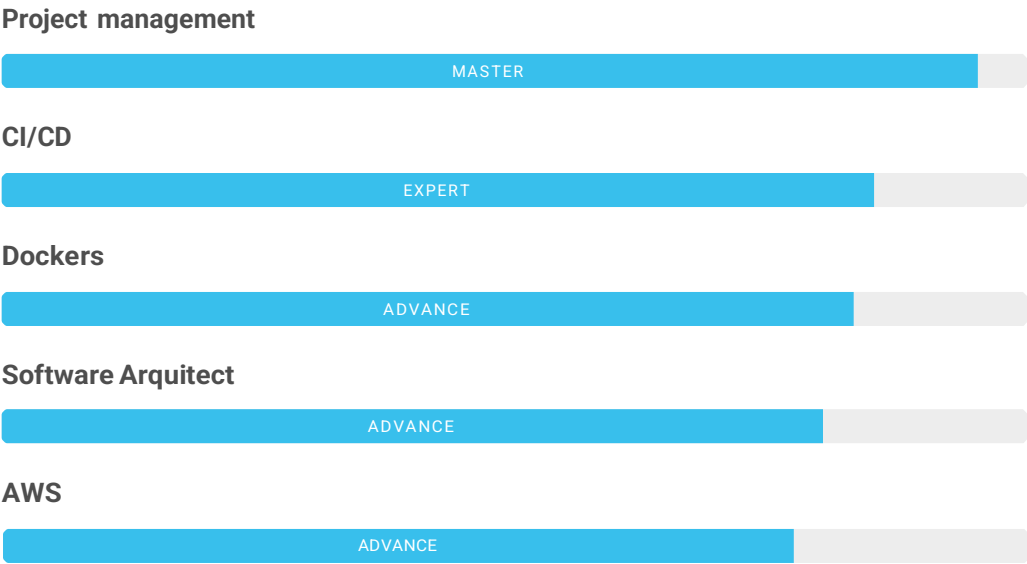 Project management
MASTER
CI/CD
EXPERT
Dockers
ADVANCE
Software Arquitect
ADVANCE
AWS
ADVANCE